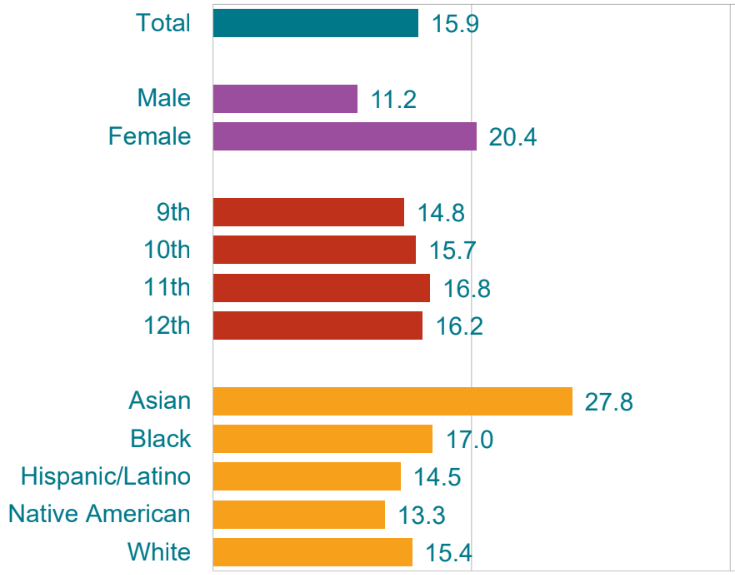 Total 15.9
Male 11.2
Female 20.4
9th 14.8
10th 15.7
11th 16.8
12th 16.2
Asian 27.8
Black 17.0
Hispanic/Latino 14.5
Native American 13.3
White 15.4